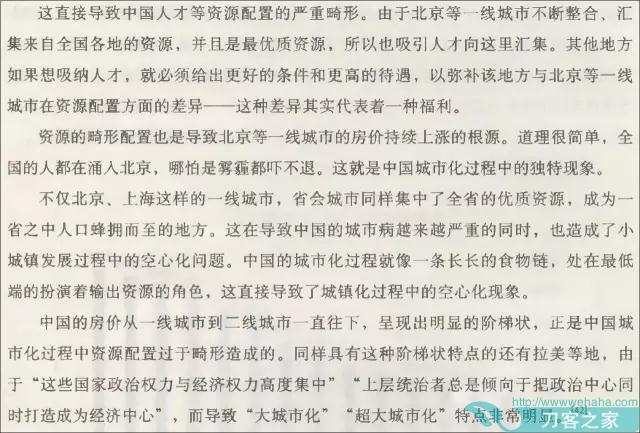 这直接导致中国人才等资源配置的严重畸形。由于北京等一线城市不断整合、汇
集来自全国各地的资源，并且是最优质资源，所以也吸引人才向这里汇集。其他地方
如果想吸纳人才，就必须给出更好的条件和更高的待遇，以弥补该地方与北京等一线
城市在资源配置方面的差异——这种差异其实代表着一种福利。
资源的畸形配置也是导致北京等一线城市的房价持续上涨的根源。道理很简单，全
国的人都在涌入北京，哪怕是雾霾都吓不退。这就是中国城市化过程中的独特现象。
不仅北京、上海这样的一线城市，省会城市同样集中了全省的优质资源，成为一
省之中人口蜂拥而至的地方。这在导致中国的城市病越来越严重的同时，也造成了小
城镇发展过程中的空心化问题。中国的城市化过程就像一条长长的食物链，处在最低
端的扮演着输出资源的角色，这直接导致了城镇化过程中的空心化现象。
中国的房价从一线城市到二线城市一直往下，呈现出明显的阶梯状，正是中国城
市化过程中资源配置过于畸形造成的。同样具有这种阶梯状特点的还有拉美等地，由
于“这些国家政治权力与经济权力高度集中”“上层统治者总是倾向于把政治中心同
时打造成为经济中心”，而导致“大城市化”“超大城市化”特点非常明显。[42]
http://www.wehaha.com
刀客之家